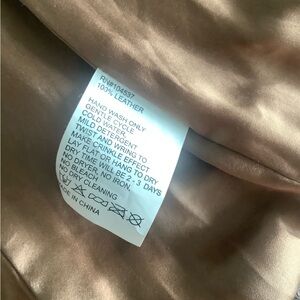 RN#104537
100% LEATHER
HAND WASH ONLY
GENTLE CYCLE
COLD WATER,
MILD DETERGENT
TWIST AND WRING TO
MAKE CRINKLE EFFECT
LAY FLAT OR HANG TO DRY
DRY TIME WILL BE 2 - 3 DAYS
NO DRYER, NO IRON,
NO BLEACH
NO DRY CLEANING
E IN CHINA